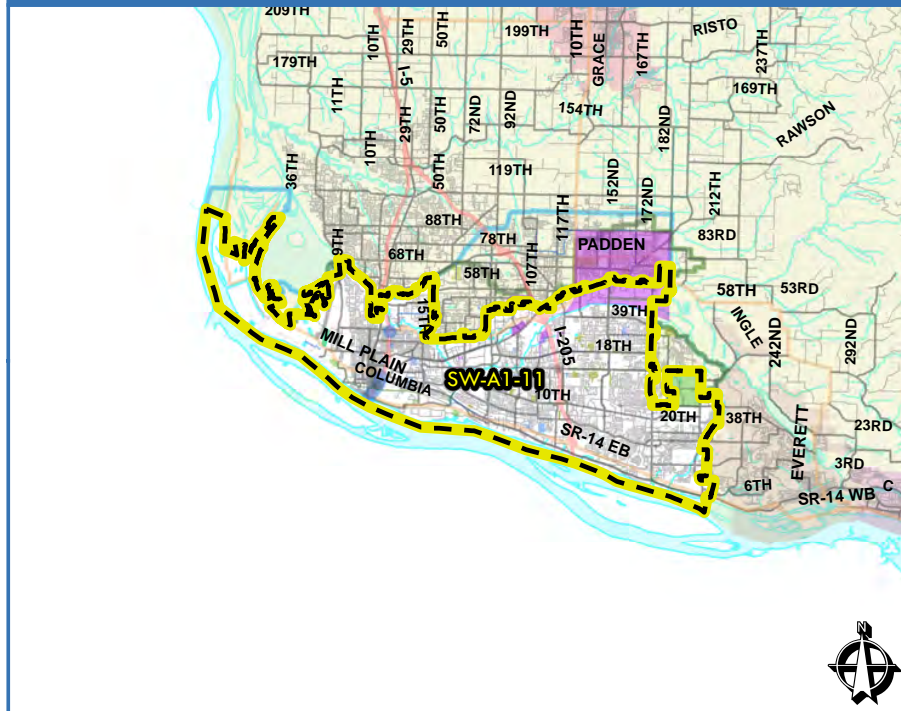 209TH
10TH
29TH
50TH
199TH
10TH
GRACE
167TH
RISTO
237TH
179TH
11TH
I-5
169TH
154TH
72ND
92ND
182ND
RAWSON
10TH
29TH
50TH
36TH
50TH
119TH
152ND
172ND
212TH
117TH
88TH
83RD
78TH
PADDEN
9TH
68TH
107TH
58TH
58TH
53RD
39TH
INGLE
242ND
292ND
15TH
I-205
18TH
MILL PLAIN
COLUMBIA
SW-A1-11
10TH
20TH
38TH
EVERETT
23RD
SR-14 EB
3RD
6TH
SR-14 WB
C
N